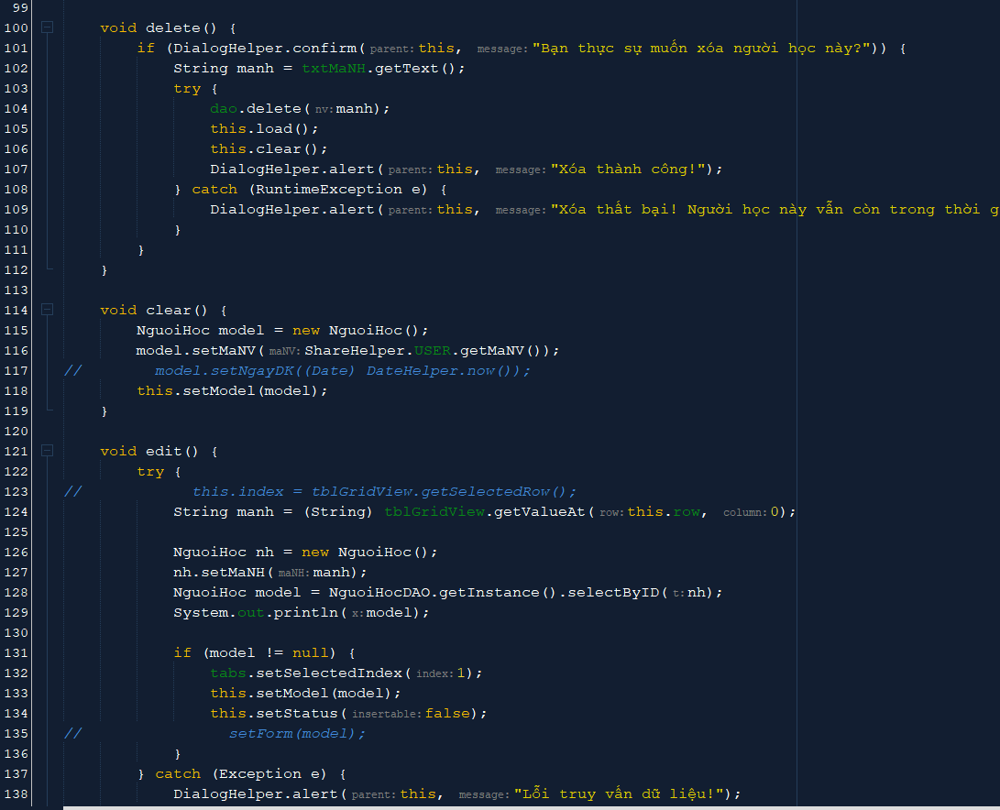 99
100 void delete() {
101 if (DialogHelper.confirm( parent: this, message: "Bạn thực sự muốn xóa người học này?")) {
102 String manh = txtMaNH.getText();
103 try {
104 dao.delete( nv: manh);
105 this.load();
106 this.clear();
107 DialogHelper.alert( parent: this, message: "Xóa thành công!");
108 } catch (RuntimeException e) {
109 DialogHelper.alert( parent: this, message: "Xóa thất bại! Người học này vẫn còn trong thời g
110 }
111 }
112 }
113
114 void clear() {
115 NguoiHoc model = new NguoiHoc();
116 model.setMaNV( maNV: ShareHelper.USER.getMaNV());
117 // model.setNgayDK((Date) DateHelper.now());
118 this.setModel(model);
119 }
120
121 void edit() {
122 try {
123 // this.index = tblGridView.getSelectedRow();
124 String manh = (String) tblGridView.getValueAt( row: this.row, column: 0);
125
126 NguoiHoc nh = new NguoiHoc();
127 nh.setMaNH( maNH: manh);
128 NguoiHoc model = NguoiHocDAO.getInstance().selectByID( t: nh);
129 System.out.println( x: model);
130
131 if (model != null) {
132 tabs.setSelectedIndex( index: 1);
133 this.setModel(model);
134 this.setStatus( insertable: false);
135 // setForm(model);
136 }
137 } catch (Exception e) {
138 DialogHelper.alert( parent: this, message: "Lỗi truy vấn dữ liệu!");